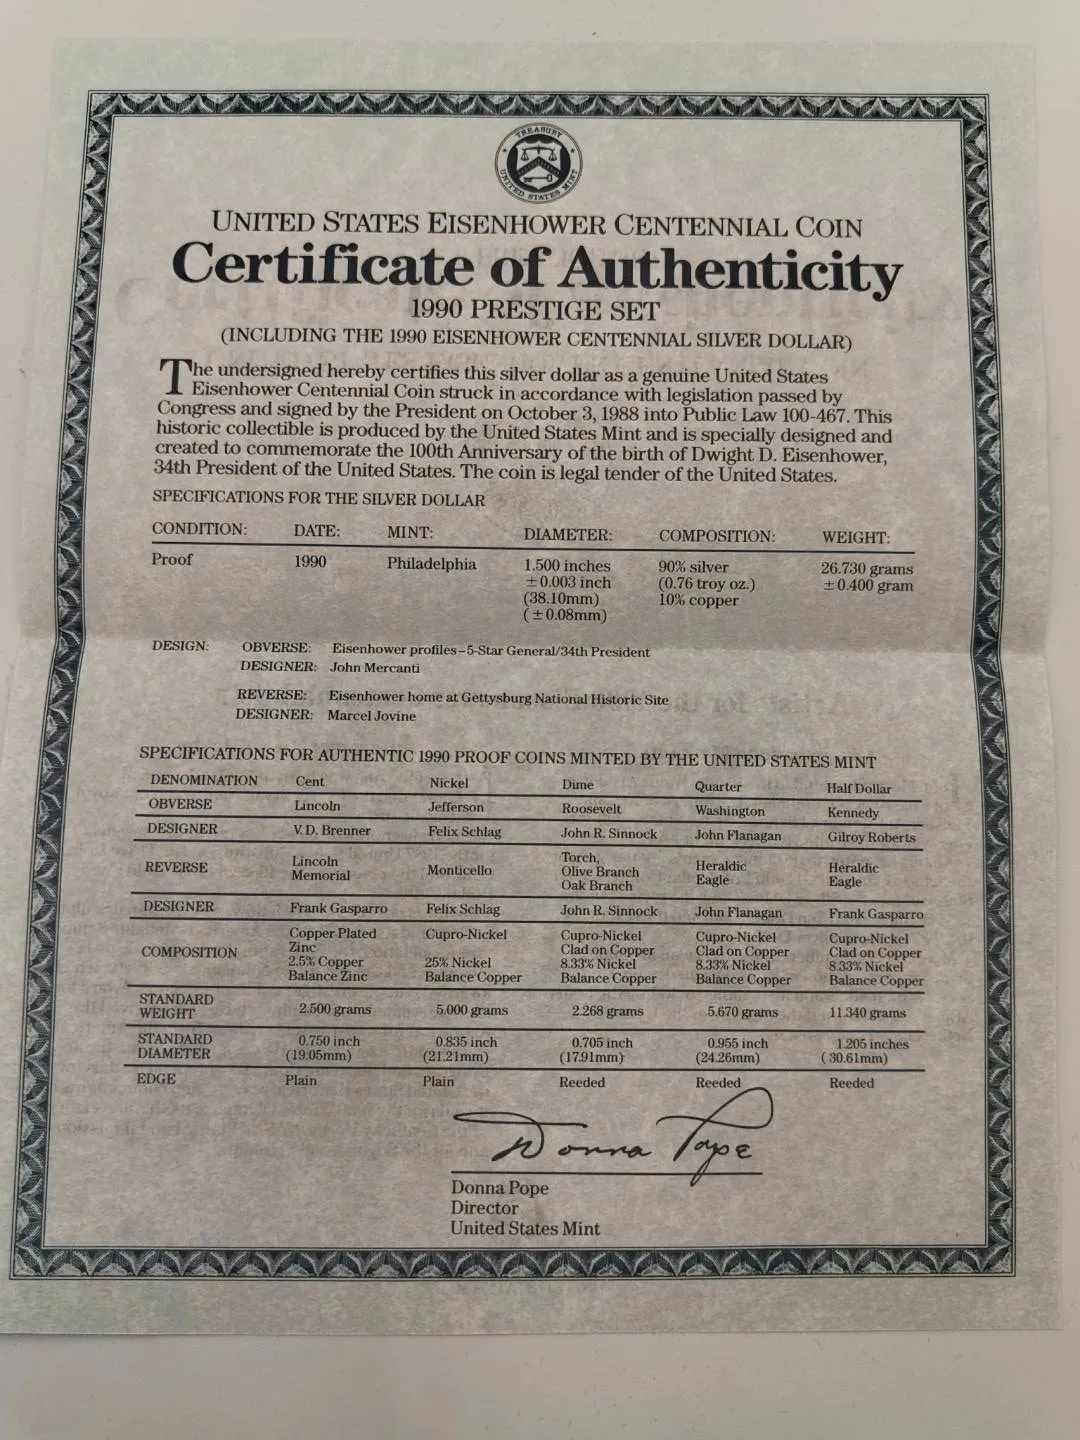 TREASURY
UNITED STATES MINT
UNITED STATES EISENHOWER CENTENNIAL COIN
Certificate of Authenticity
1990 PRESTIGE SET
(INCLUDING THE 1990 EISENHOWER CENTENNIAL SILVER DOLLAR)
The undersigned hereby certifies this silver dollar as a genuine United States
Eisenhower Centennial Coin struck in accordance with legislation passed by
Congress and signed by the President on October 3, 1988 into Public Law 100-467. This
historic collectible is produced by the United States Mint and is specially designed and
created to commemorate the 100th Anniversary of the birth of Dwight D. Eisenhower,
34th President of the United States. The coin is legal tender of the United States.
SPECIFICATIONS FOR THE SILVER DOLLAR
CONDITION: DATE: MINT: DIAMETER: COMPOSITION: WEIGHT:
Proof 1990 Philadelphia 1.500 inches 90% silver 26.730 grams
±0.003 inch (0.76 troy oz.) ±0.400 gram
(38.10mm) 10% copper
(±0.08mm)
DESIGN: OBVERSE: Eisenhower profiles–5-Star General/34th President
DESIGNER: John Mercanti
REVERSE: Eisenhower home at Gettysburg National Historic Site
DESIGNER: Marcel Jovine
SPECIFICATIONS FOR AUTHENTIC 1990 PROOF COINS MINTED BY THE UNITED STATES MINT
DENOMINATION Cent Nickel Dime Quarter Half Dollar
OBVERSE Lincoln Jefferson Roosevelt Washington Kennedy
DESIGNER V.D. Brenner Felix Schlag John R. Sinnock John Flanagan Gilroy Roberts
REVERSE Lincoln Memorial Monticello Torch, Olive Branch Oak Branch Heraldic Eagle Heraldic Eagle
DESIGNER Frank Gasparro Felix Schlag John R. Sinnock John Flanagan Frank Gasparro
COMPOSITION Copper Plated Zinc 2.5% Copper Balance Zinc Cupro-Nickel 25% Nickel Balance Copper Cupro-Nickel Clad on Copper 8.33% Nickel Balance Copper Cupro-Nickel Clad on Copper 8.33% Nickel Balance Copper Cupro-Nickel Clad on Copper 8.33% Nickel Balance Copper
STANDARD WEIGHT 2.500 grams 5.000 grams 2.268 grams 5.670 grams 11.340 grams
STANDARD DIAMETER 0.750 inch (19.05mm) 0.835 inch (21.21mm) 0.705 inch (17.91mm) 0.955 inch (24.26mm) 1.205 inches (30.61mm)
EDGE Plain Plain Reeded Reeded Reeded
Donna Pope
Donna Pope
Director
United States Mint